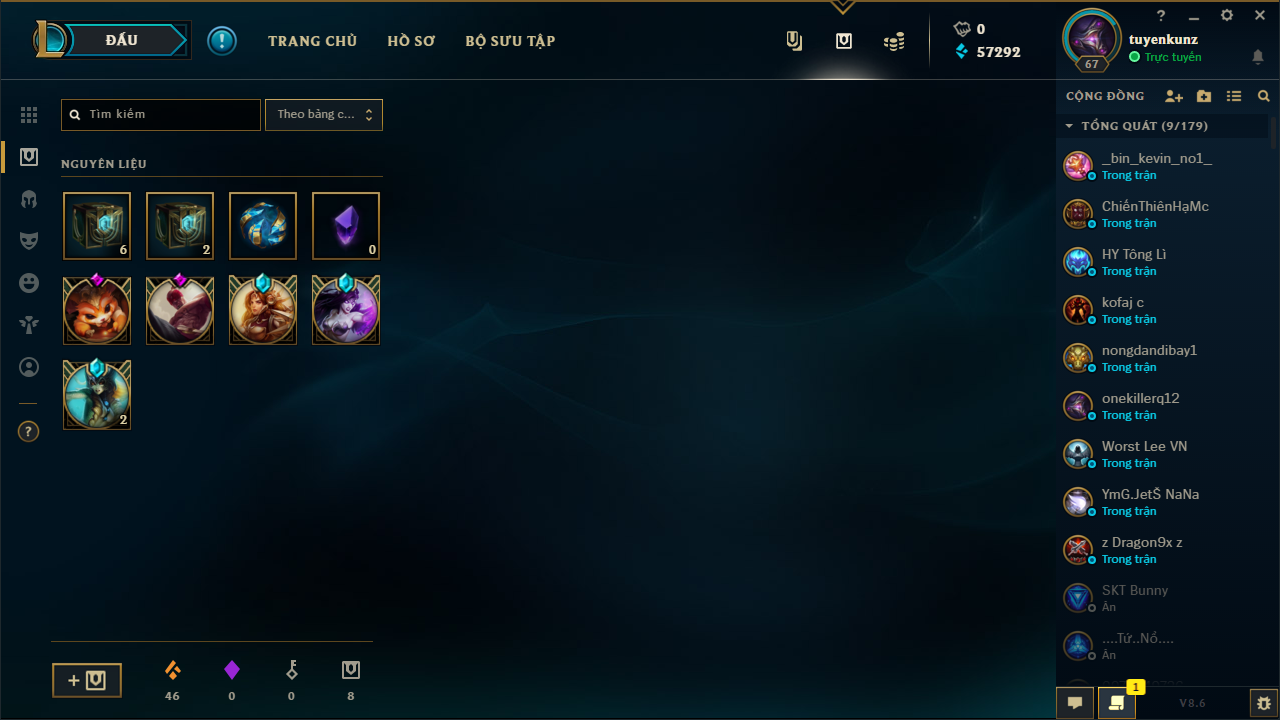 ĐẤU
TRANG CHỦ
HỒ SƠ
BỘ SƯU TẬP
0
57292
67
tuyenkunz
Trực tuyến
Tìm kiếm
Theo bảng c...
NGUYÊN LIỆU
6
2
0
2
46
0
0
8
CỘNG ĐỒNG
TỔNG QUÁT (9/179)
_bin_kevin_no1_
Trong trận
ChiếnThiênHạMc
Trong trận
HY Tông Lì
Trong trận
kofaj c
Trong trận
nongdandibay1
Trong trận
onekillerq12
Trong trận
Worst Lee VN
Trong trận
YmG.JetŠ NaNa
Trong trận
z Dragon9x z
Trong trận
SKT Bunny
Ẩn
....Tứ..Nổ....
Ẩn
1
V8.6